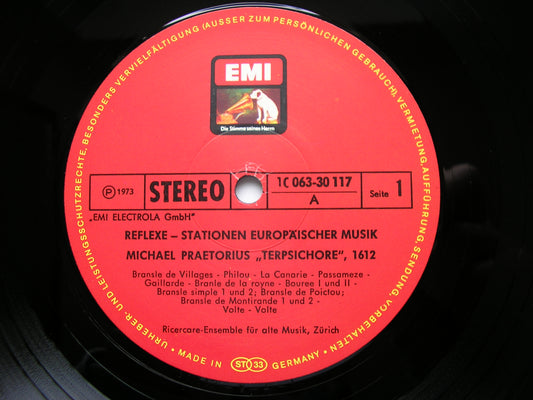 URHEBER- UND LEISTUNGSSCHUTZRECHTE, BESONDERS VERVIELFÄLTIGUNG (AUSSER ZUM PERSÖNLICHEN GEBRAUCH), VERMIETUNG, AUFFÜHRUNG, SENDUNG, VORBEHALTEN
EMI
Die Stimme seines Herrn
℗ 1973
STEREO
1C 063-30 117
A
Seite 1
„EMI ELECTROLA GmbH"
REFLEXE – STATIONEN EUROPÄISCHER MUSIK
MICHAEL PRAETORIUS „TERPSICHORE", 1612
Bransle de Villages - Philou - La Canarie - Passameze -
Gaillarde - Branle de la royne - Bouree I und II -
Bransle simple 1 und 2; Bransle de Poictou;
Bransle de Montirande 1 und 2 -
Volte - Volte
Ricercare-Ensemble für alte Musik, Zürich
• MADE IN GERMANY •
STO 33